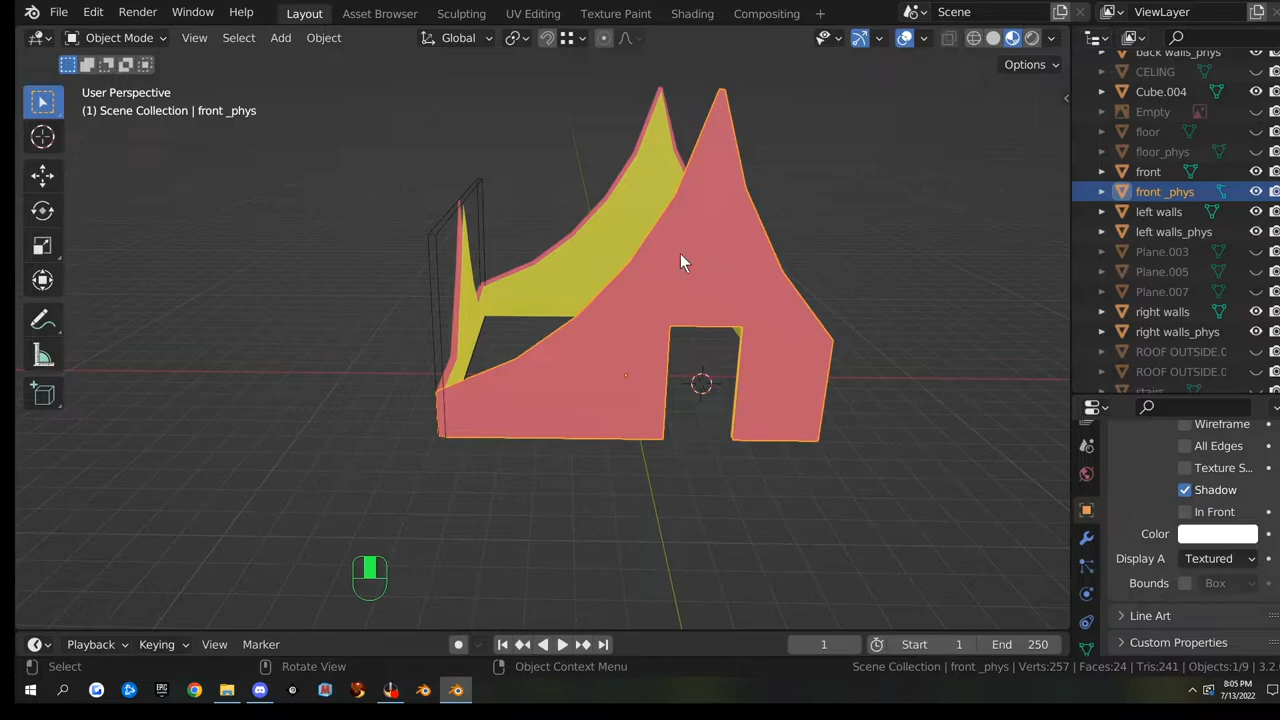 File Edit Render Window Help Layout Asset Browser Sculpting UV Editing Texture Paint Shading Compositing + Scene ViewLayer
Object Mode View Select Add Object Global
Options
User Perspective
(1) Scene Collection | front _phys
back walls_phys
CELING
Cube.004
Empty
floor
floor_phys
front
front _phys
left walls
left walls_phys
Plane.003
Plane.005
Plane.007
right walls
right walls_phys
ROOF OUTSIDE.0
ROOF OUTSIDE.0
stairs
Wireframe
All Edges
Texture S...
Shadow
In Front
Color
Display A Textured
Bounds Box
Line Art
Custom Properties
Playback Keying View Marker 1 Start 1 End 250
Select Rotate View Object Context Menu Scene Collection | front _phys | Verts:257 | Faces:24 | Tris:241 | Objects:1/9 | 3.2.
EPIC
8:05 PM
7/13/2022